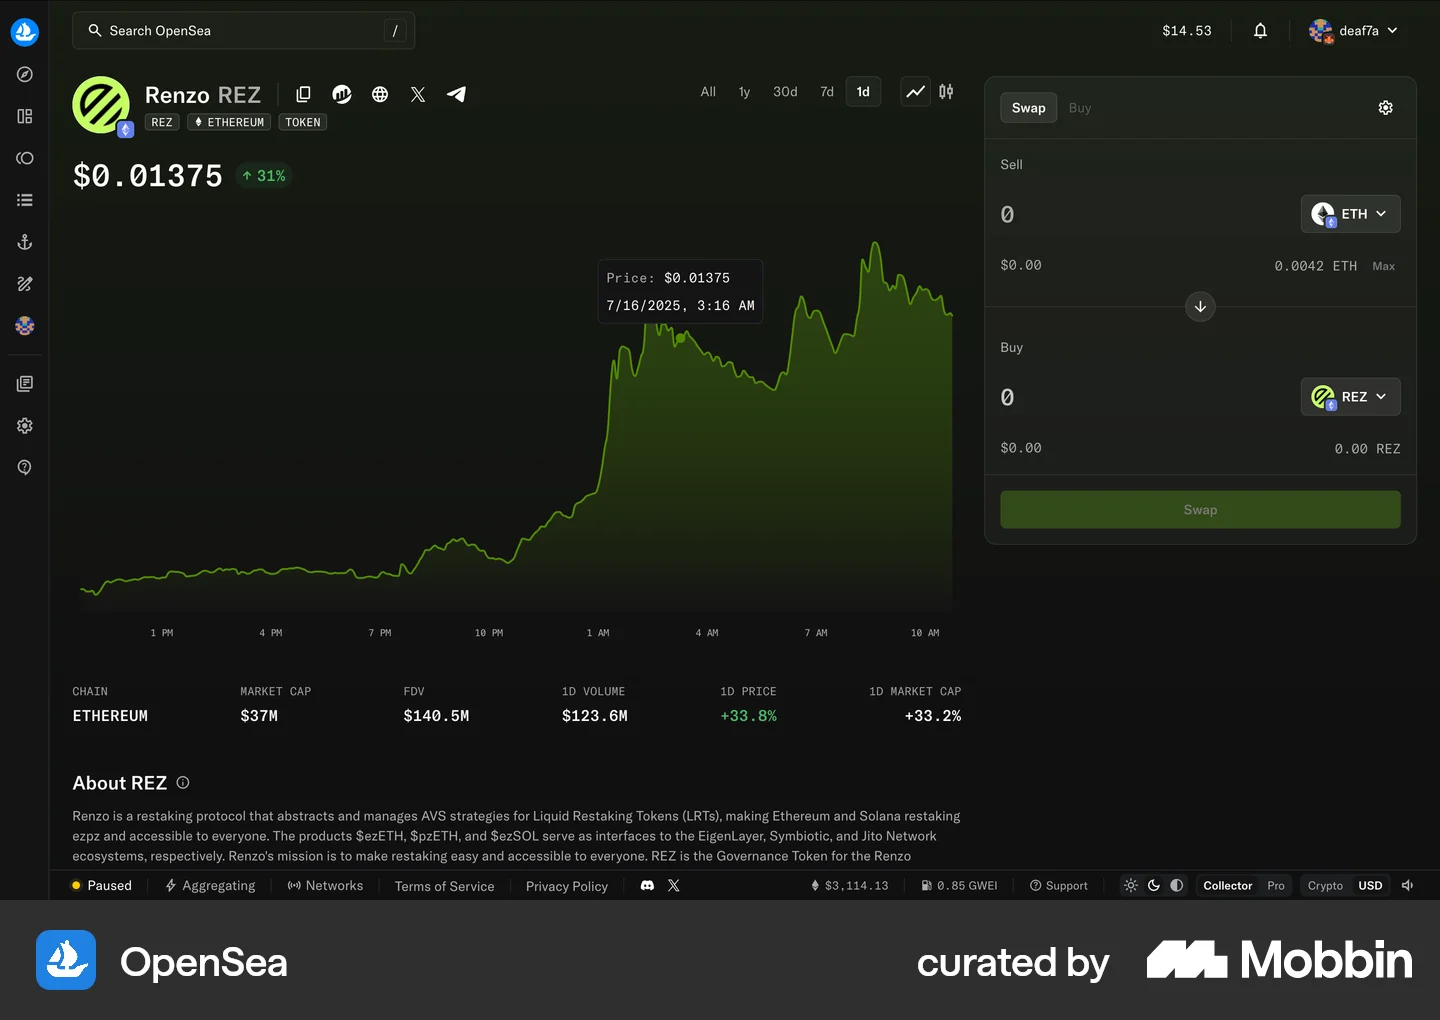 Search OpenSea /
$14.53
deaf7a
Renzo REZ
REZ ETHEREUM TOKEN
All 1y 30d 7d 1d
$0.01375 31%
Price: $0.01375
7/16/2025, 3:16 AM
1 PM 4 PM 7 PM 10 PM 1 AM 4 AM 7 AM 10 AM
Swap Buy
Sell
0 ETH
$0.00 0.0042 ETH Max
Buy
0 REZ
$0.00 0.00 REZ
Swap
CHAIN MARKET CAP FDV 1D VOLUME 1D PRICE 1D MARKET CAP
ETHEREUM $37M $140.5M $123.6M +33.8% +33.2%
About REZ
Renzo is a restaking protocol that abstracts and manages AVS strategies for Liquid Restaking Tokens (LRTs), making Ethereum and Solana restaking
ezpz and accessible to everyone. The products $ezETH, $pzETH, and $ezSOL serve as interfaces to the EigenLayer, Symbiotic, and Jito Network
ecosystems, respectively. Renzo's mission is to make restaking easy and accessible to everyone. REZ is the Governance Token for the Renzo
Paused Aggregating Networks Terms of Service Privacy Policy $3,114.13 0.85 GWEI Support Collector Pro Crypto USD
OpenSea curated by Mobbin